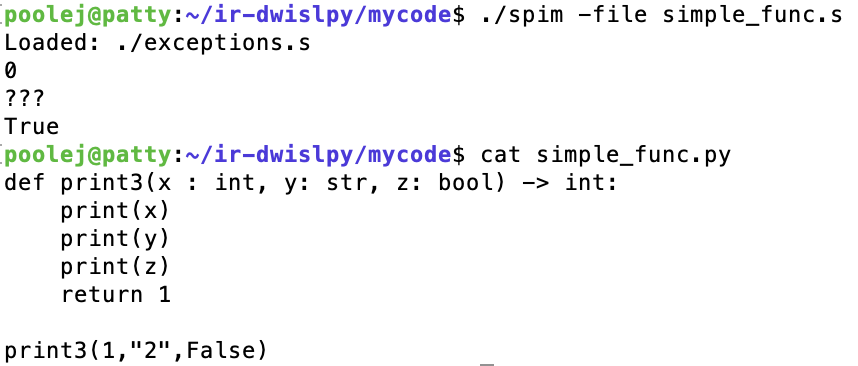 poolej@patty:~/ir-dwislpy/mycode$ ./spim -file simple_func.s
Loaded: ./exceptions.s
0
???
True
poolej@patty:~/ir-dwislpy/mycode$ cat simple_func.py
def print3(x : int, y: str, z: bool) -> int:
    print(x)
    print(y)
    print(z)
    return 1

print3(1,"2",False)